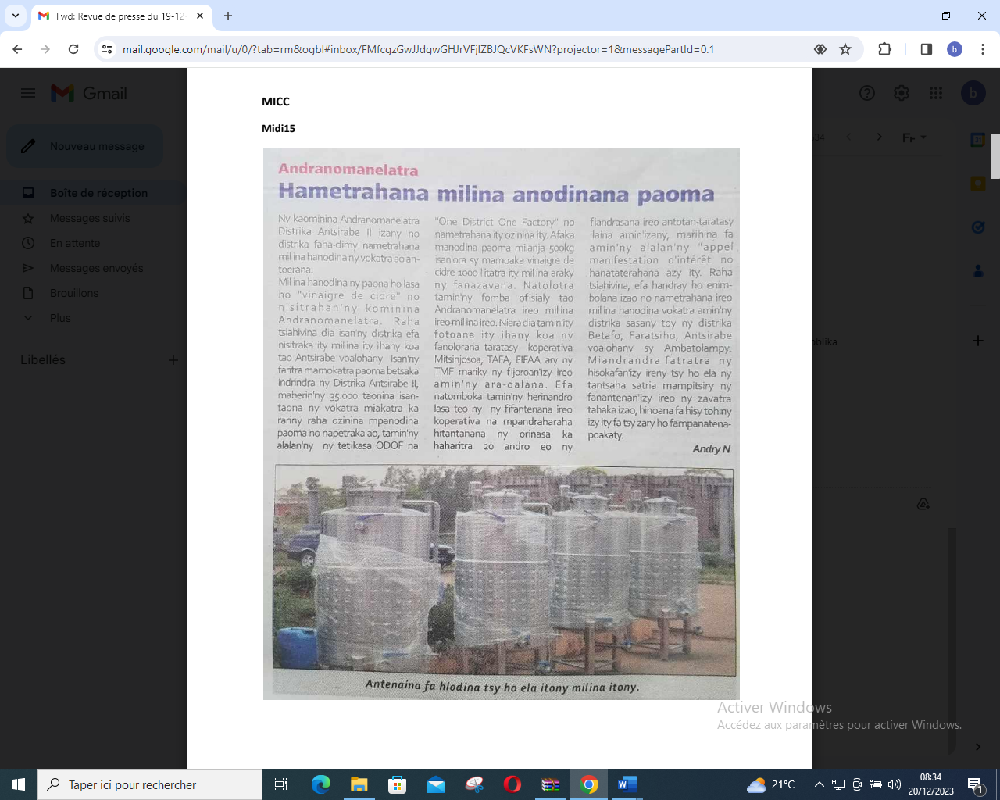 Fwd: Revue de presse du 19-12-
mail.google.com/mail/u/0/?tab=rm&ogbl#inbox/FMfcgzGwJJdgwGHJrVFjlZBJQcVKFsWN?projector=1&messagePartId=0.1
b
Gmail
b
Nouveau message
Boîte de réception
Messages suivis
En attente
Messages envoyés
Brouillons
Plus
Libellés
MICC
Midi15
Andranomanelatra
Hametrahana milina anodinana paoma
Ny kaominina Andranomanelatra
Distrika Antsirabe II izany no
distrika faha-dimy nametrahana
milina hanodina ny vokatra ao an-
toerana.
Mil ina hanodina ny paona ho lasa
ho "vinaigre de cidre" no
nisitrahan'ny kominina
Andranomanelatra. Raha
tsiahivina dia isan'ny distrika efa
nisitraka ity milina ity ihany koa
tao Antsirabe voalohany Isan'ny
faritra mamokatra paoma betsaka
indrindra ny Distrika Antsirabe II,
maherin'ny 35.000 taonina isan-
taona ny vokatra miakatra ka
rariny raha ozinina mpanodina
paoma no napetraka ao, tamin'ny
alalan'ny ny tetikasa ODOF na
"One District One Factory" no
nametrahana ity ozinina ity. Afaka
manodina paoma milanja 500kg
isan'ora sy mamoaka vinaigre de
cidre 1000 litatra ity milina araky
ny fanazavana. Natolotra
tamin'ny fomba ofisialy tao
Andranomanelatra ireo milina
ireo milina ireo. Niara dia tamin'ity
fotoana ity ihany koa ny
fanolorana taratasy koperativa
Mitsinjosoa, TAFA, FIFAA ary ny
TMF mariky ny fijoroan'izy ireo
amin'ny ara-dalàna. Efa
natomboka tamin'ny herinandro
lasa teo ny ny fifantenana ireo
koperativa na mpandraharaha
hitantanana ny orinasa ka
haharitra 20 andro eo ny
fiandrasana ireo antotan-taratasy
ilaina amin'izany, marihina fa
amin'ny alalan'ny "appel
manifestation d'intérêt no
hanataterahana azy ity. Raha
tsiahivina, efa handray ho enim-
bolana izao no nametrahana ireo
milina hanodina vokatra amin'ny
distrika sasany toy ny distrika
Betafo, Faratsiho, Antsirabe
voalohany sy Ambatolampy.
Miandrandra fatratra ny
hisokafan'izy ireny tsy ho ela ny
tantsaha satria mampitsiry ny
fanantenan'izy ireo ny zavatra
tahaka izao, hinoana fa hisy tohiny
izy ity fa tsy zary ho fampanatena-
poakaty.
Andry N
Antenaina fa hiodina tsy ho ela itony milina itony.
Activer Windows
Accédez aux paramètres pour activer Windows.
Taper ici pour rechercher
21°C
08:34
20/12/2023
1